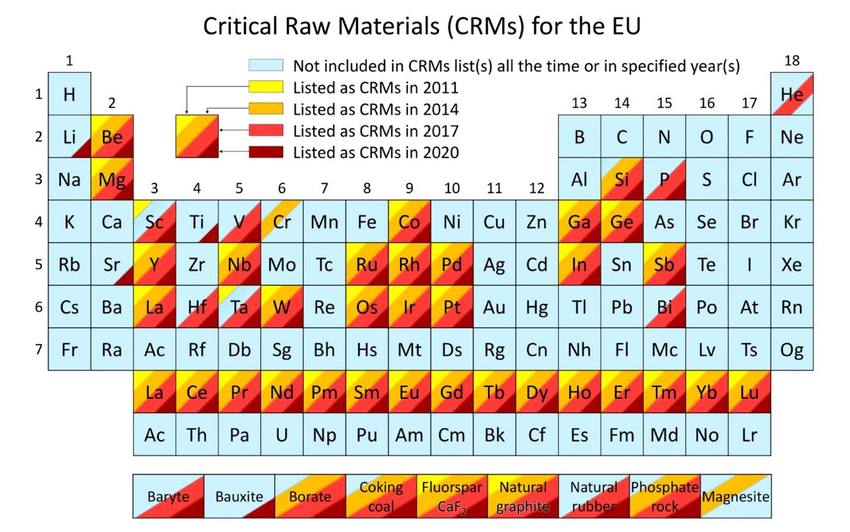 Critical Raw Materials (CRMs) for the EU
1
18
Not included in CRMs list(s) all the time or in specified year(s)
1
H
2
Listed as CRMs in 2011
13
14
15
16
17
He
Listed as CRMs in 2014
2
Li
Be
Listed as CRMs in 2017
B
C
N
O
F
Ne
Listed as CRMs in 2020
3
Na
Mg
3
4
5
6
7
8
9
10
11
12
Al
Si
P
S
Cl
Ar
4
K
Ca
Sc
Ti
V
Cr
Mn
Fe
Co
Ni
Cu
Zn
Ga
Ge
As
Se
Br
Kr
5
Rb
Sr
Y
Zr
Nb
Mo
Tc
Ru
Rh
Pd
Ag
Cd
In
Sn
Sb
Te
I
Xe
6
Cs
Ba
La
Hf
Ta
W
Re
Os
Ir
Pt
Au
Hg
Tl
Pb
Bi
Po
At
Rn
7
Fr
Ra
Ac
Rf
Db
Sg
Bh
Hs
Mt
Ds
Rg
Cn
Nh
Fl
Mc
Lv
Ts
Og
La
Ce
Pr
Nd
Pm
Sm
Eu
Gd
Tb
Dy
Ho
Er
Tm
Yb
Lu
Ac
Th
Pa
U
Np
Pu
Am
Cm
Bk
Cf
Es
Fm
Md
No
Lr
Baryte
Bauxite
Borate
Coking
coal
Fluorspar
CaF₂
Natural
graphite
Natural
rubber
Phosphate
rock
Magnesite